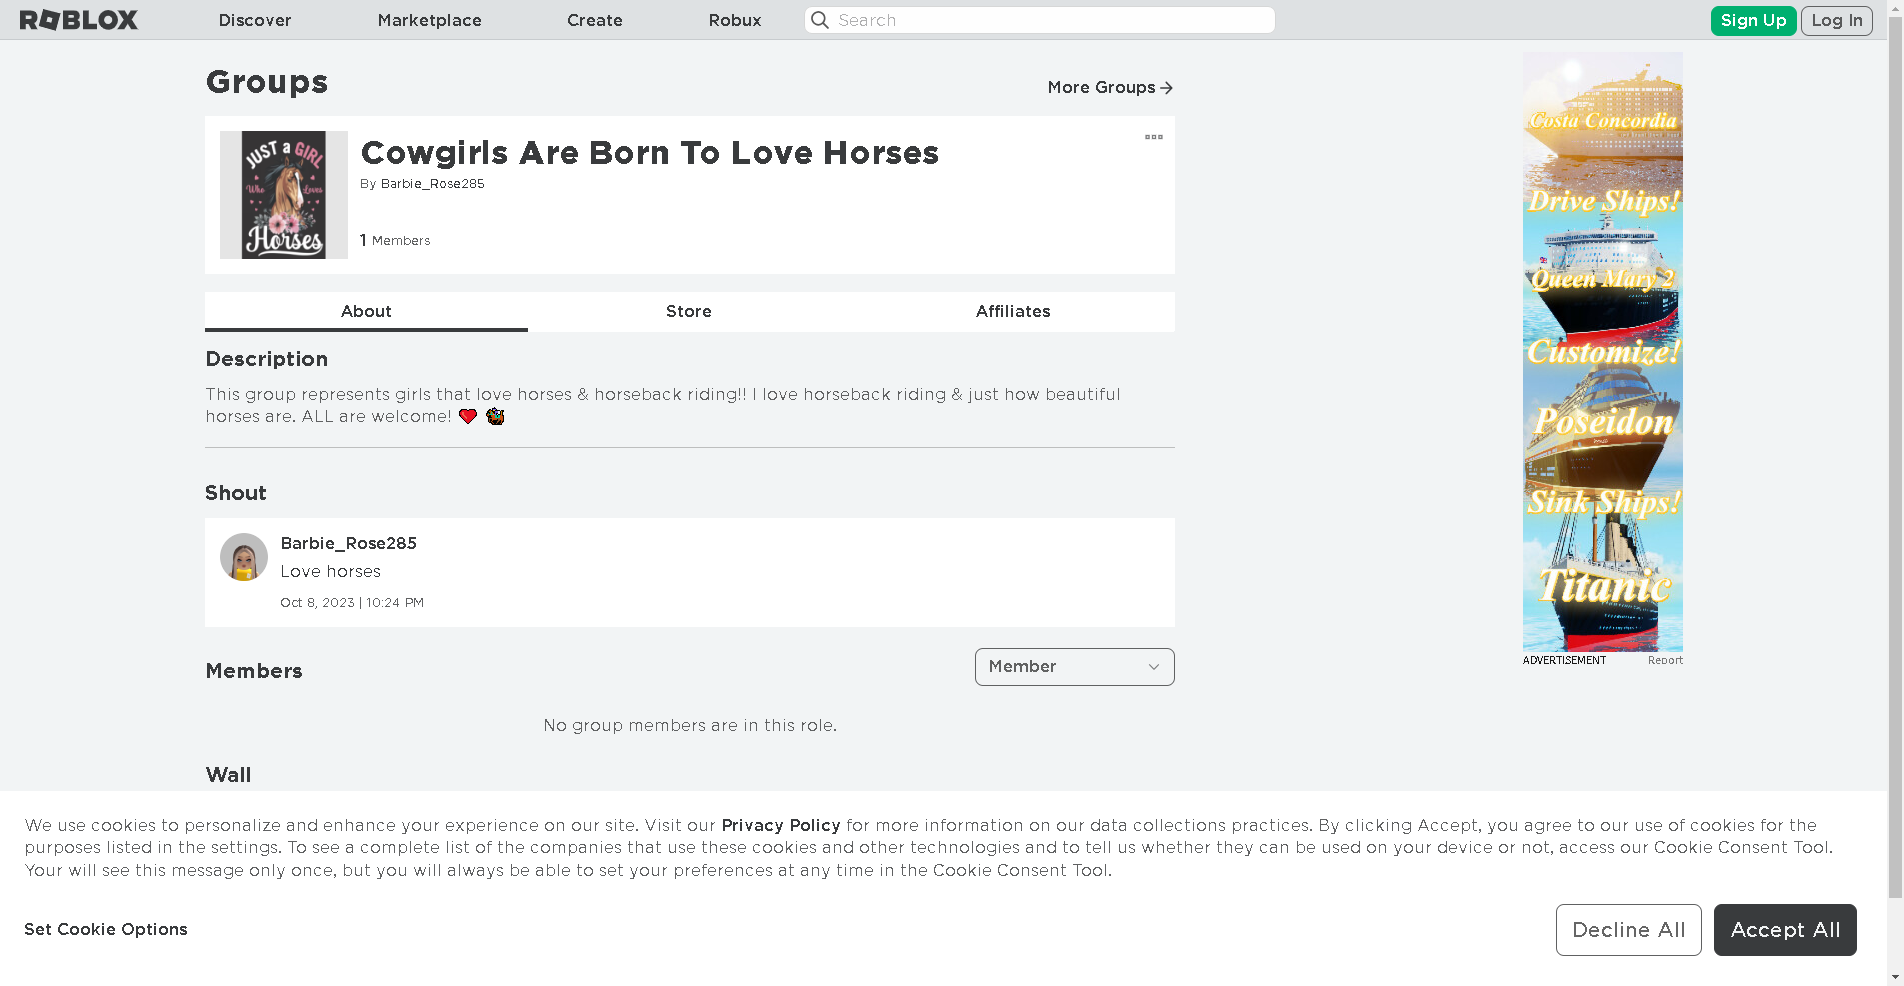 ROBLOX
Discover
Marketplace
Create
Robux
Search
Sign Up
Log In
Groups
More Groups
JUST a GIRL
Who Loves
Horses
Cowgirls Are Born To Love Horses
By Barbie_Rose285
1 Members
About
Store
Affiliates
Description
This group represents girls that love horses & horseback riding!! I love horseback riding & just how beautiful
horses are. ALL are welcome! ❤️ 🏇
Shout
Barbie_Rose285
Love horses
Oct 8, 2023 | 10:24 PM
Members
Member
No group members are in this role.
Wall
Costa Concordia
Drive Ships!
Queen Mary 2
Customize!
Poseidon
Sink Ships!
Titanic
ADVERTISEMENT
Report
We use cookies to personalize and enhance your experience on our site. Visit our Privacy Policy for more information on our data collections practices. By clicking Accept, you agree to our use of cookies for the
purposes listed in the settings. To see a complete list of the companies that use these cookies and other technologies and to tell us whether they can be used on your device or not, access our Cookie Consent Tool.
Your will see this message only once, but you will always be able to set your preferences at any time in the Cookie Consent Tool.
Set Cookie Options
Decline All
Accept All